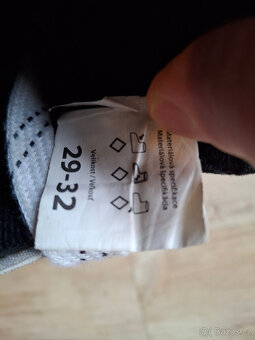 Materiálová specifikace
Materiálová špecifikácia
Velikost / Veľkosť
29-32